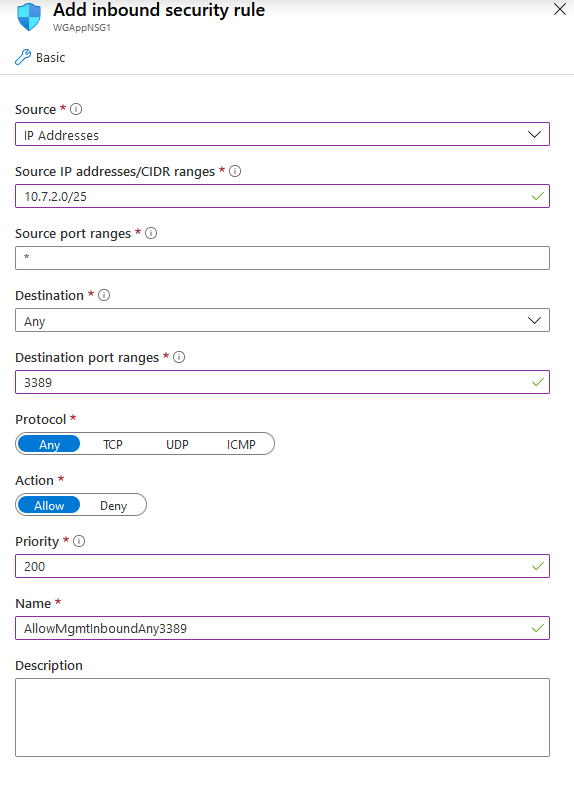 Add inbound security rule
WGAppNSG1
Basic
Source *
IP Addresses
Source IP addresses/CIDR ranges *
10.7.2.0/25
Source port ranges *
*
Destination *
Any
Destination port ranges *
3389
Protocol *
Any TCP UDP ICMP
Action *
Allow Deny
Priority *
200
Name *
AllowMgmtInboundAny3389
Description